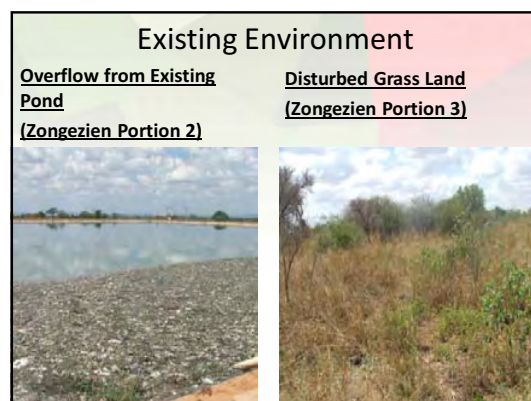 Existing Environment
Overflow from Existing
Pond
(Zongezien Portion 2)
Disturbed Grass Land
(Zongezien Portion 3)